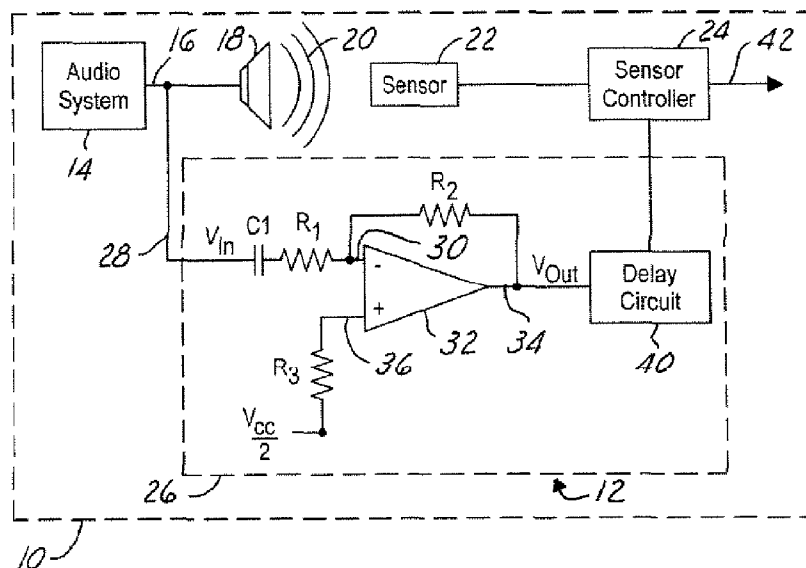 16 18 20 22 24 42
Audio
System
Sensor
Sensor
Controller
14
R2
C1 R1
28 Vin 30 VOut
-
+
Delay
Circuit
32 34 40
36
R3
Vcc
2
26 12
10